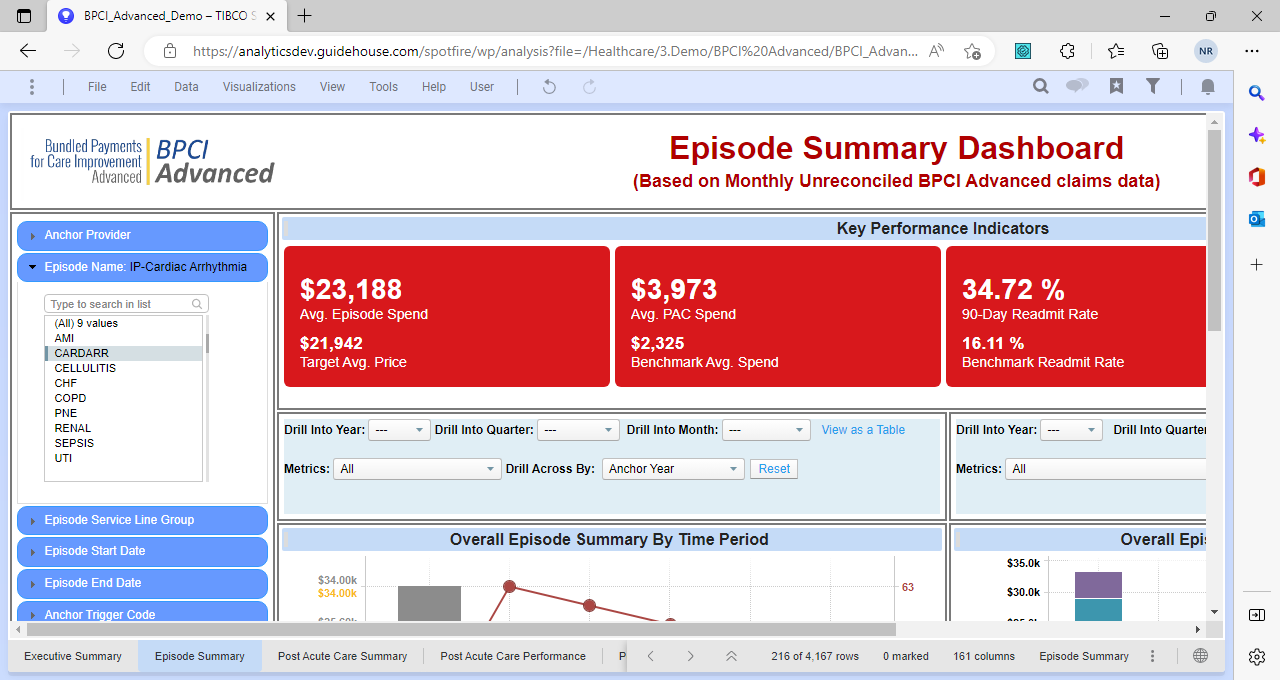 BPCI_Advanced_Demo – TIBCO S
https://analyticsdev.guidehouse.com/spotfire/wp/analysis?file=/Healthcare/3.Demo/BPCI%20Advanced/BPCI_Advan...
NR
File Edit Data Visualizations View Tools Help User
Bundled Payments
for Care Improvement
Advanced
BPCI
Advanced
Episode Summary Dashboard
(Based on Monthly Unreconciled BPCI Advanced claims data)
Anchor Provider
Episode Name: IP-Cardiac Arrhythmia
Type to search in list
(All) 9 values
AMI
CARDARR
CELLULITIS
CHF
COPD
PNE
RENAL
SEPSIS
UTI
Episode Service Line Group
Episode Start Date
Episode End Date
Anchor Trigger Code
Key Performance Indicators
$23,188
Avg. Episode Spend
$21,942
Target Avg. Price
$3,973
Avg. PAC Spend
$2,325
Benchmark Avg. Spend
34.72 %
90-Day Readmit Rate
16.11 %
Benchmark Readmit Rate
Drill Into Year: --- Drill Into Quarter: --- Drill Into Month: --- View as a Table
Metrics: All Drill Across By: Anchor Year Reset
Drill Into Year: --- Drill Into Quarter
Metrics: All
Overall Episode Summary By Time Period
$34.00k
$34.00k
63
Overall Epi
$35.0k
$30.0k
Executive Summary Episode Summary Post Acute Care Summary Post Acute Care Performance P 216 of 4,167 rows 0 marked 161 columns Episode Summary